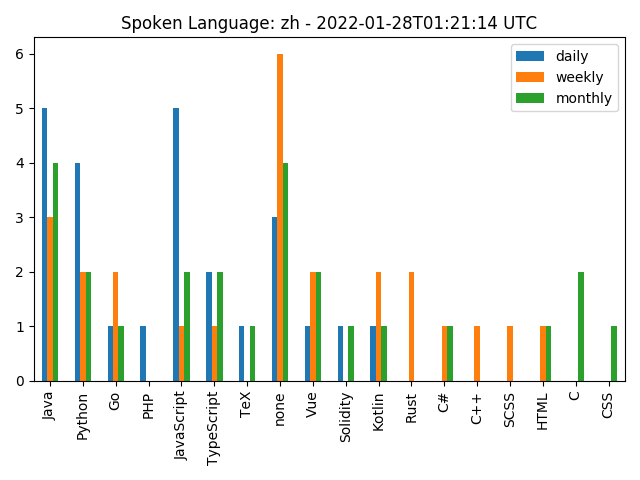 Spoken Language: zh - 2022-01-28T01:21:14 UTC
daily
weekly
monthly
6
5
4
3
2
1
0
Java
Python
Go
PHP
JavaScript
TypeScript
TeX
none
Vue
Solidity
Kotlin
Rust
C#
C++
SCSS
HTML
C
CSS